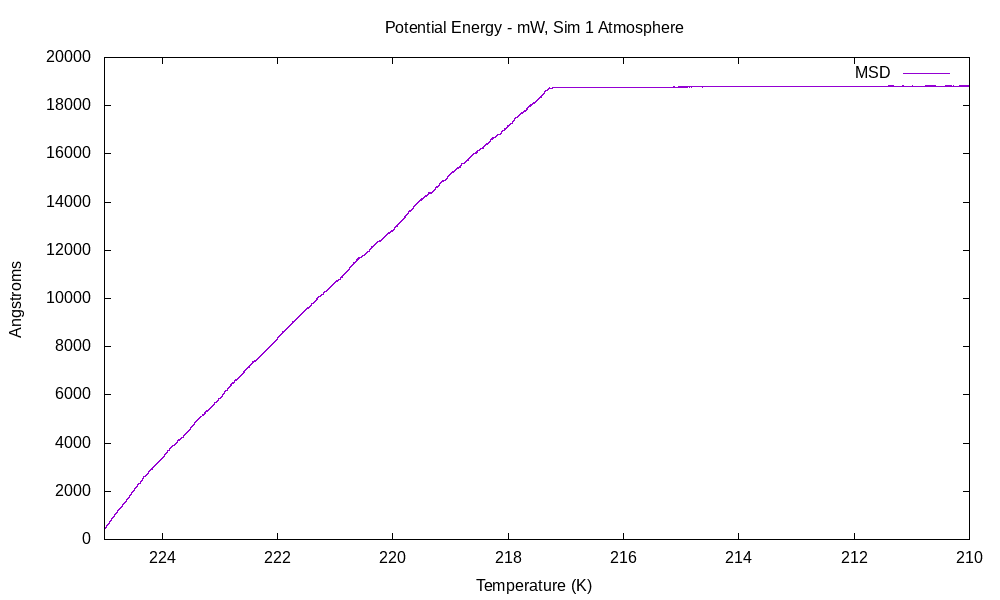 Potential Energy - mW, Sim 1 Atmosphere
MSD
20000
18000
16000
14000
12000
10000
8000
6000
4000
2000
0
Angstroms
224 222 220 218 216 214 212 210
Temperature (K)